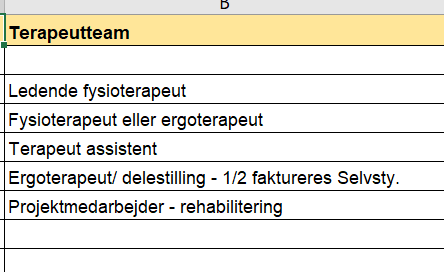 B
Terapeutteam
Ledende fysioterapeut
Fysioterapeut eller ergoterapeut
Terapeut assistent
Ergoterapeut/ delestilling - 1/2 faktureres Selvsty.
Projektmedarbejder - rehabilitering